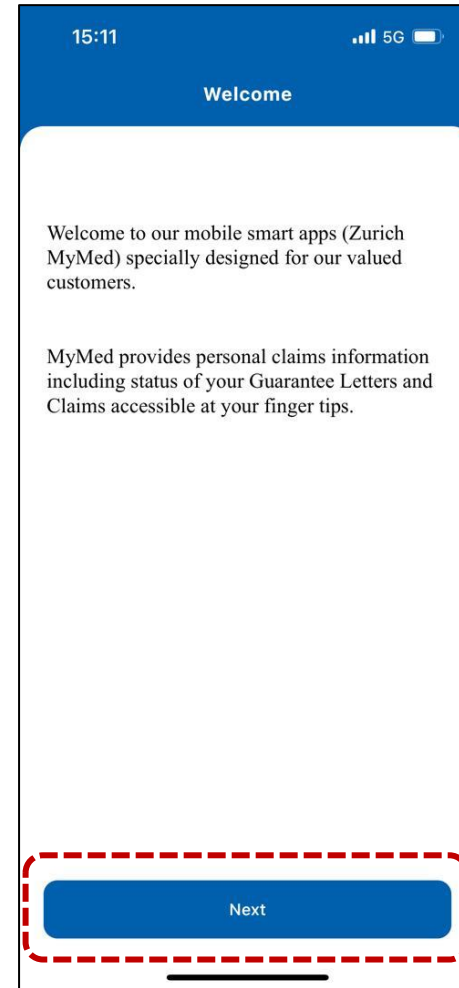 15:11 5G
Welcome
Welcome to our mobile smart apps (Zurich
MyMed) specially designed for our valued
customers.
MyMed provides personal claims information
including status of your Guarantee Letters and
Claims accessible at your finger tips.
Next